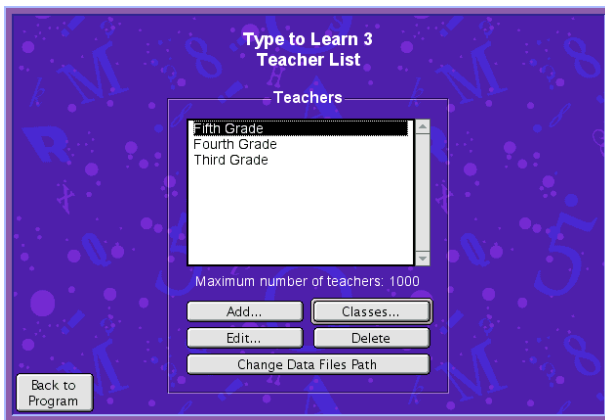 Type to Learn 3
Teacher List
Teachers
Fifth Grade
Fourth Grade
Third Grade
Maximum number of teachers: 1000
Add...
Classes...
Edit...
Delete
Change Data Files Path
Back to
Program